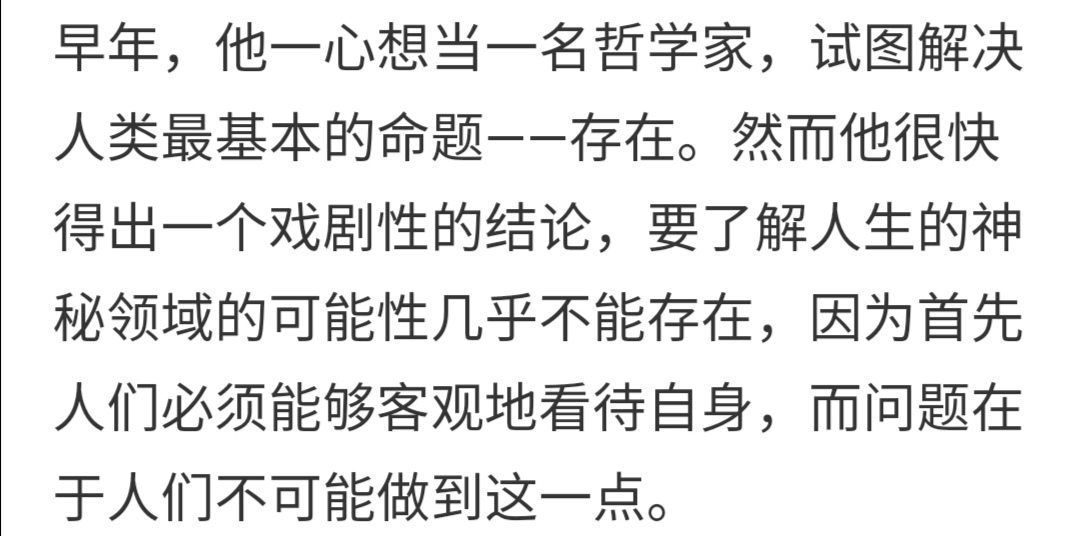 早年，他一心想当一名哲学家，试图解决
人类最基本的命题——存在。然而他很快
得出一个戏剧性的结论，要了解人生的神
秘领域的可能性几乎不能存在，因为首先
人们必须能够客观地看待自身，而问题在
于人们不可能做到这一点。